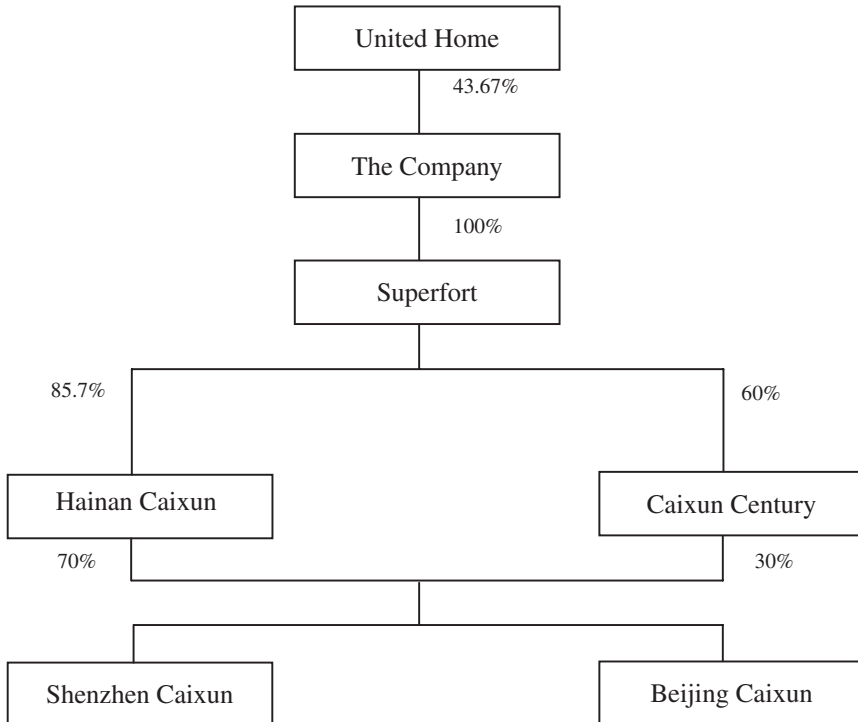 United Home
43.67%
The Company
100%
Superfort
85.7%
60%
Hainan Caixun
Caixun Century
70%
30%
Shenzhen Caixun
Beijing Caixun